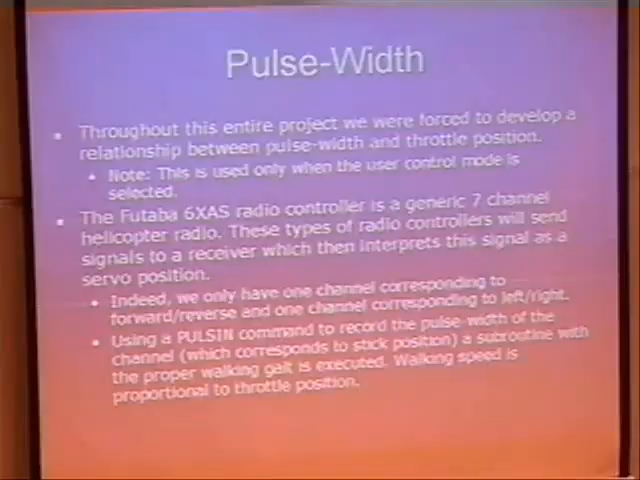 Pulse-Width
Throughout this entire project we were forced to develop a
relationship between pulse-width and throttle position.
Note: This is used only when the user control mode is
selected.
The Futaba 6XAS radio controller is a generic 7 channel
helicopter radio. These types of radio controllers will send
signals to a receiver which then interprets this signal as a
servo position.
Indeed, we only have one channel corresponding to
forward/reverse and one channel corresponding to left/right.
Using a PULSIN command to record the pulse-width of the
channel (which corresponds to stick position) a subroutine with
the proper walking gait is executed. Walking speed is
proportional to throttle position.